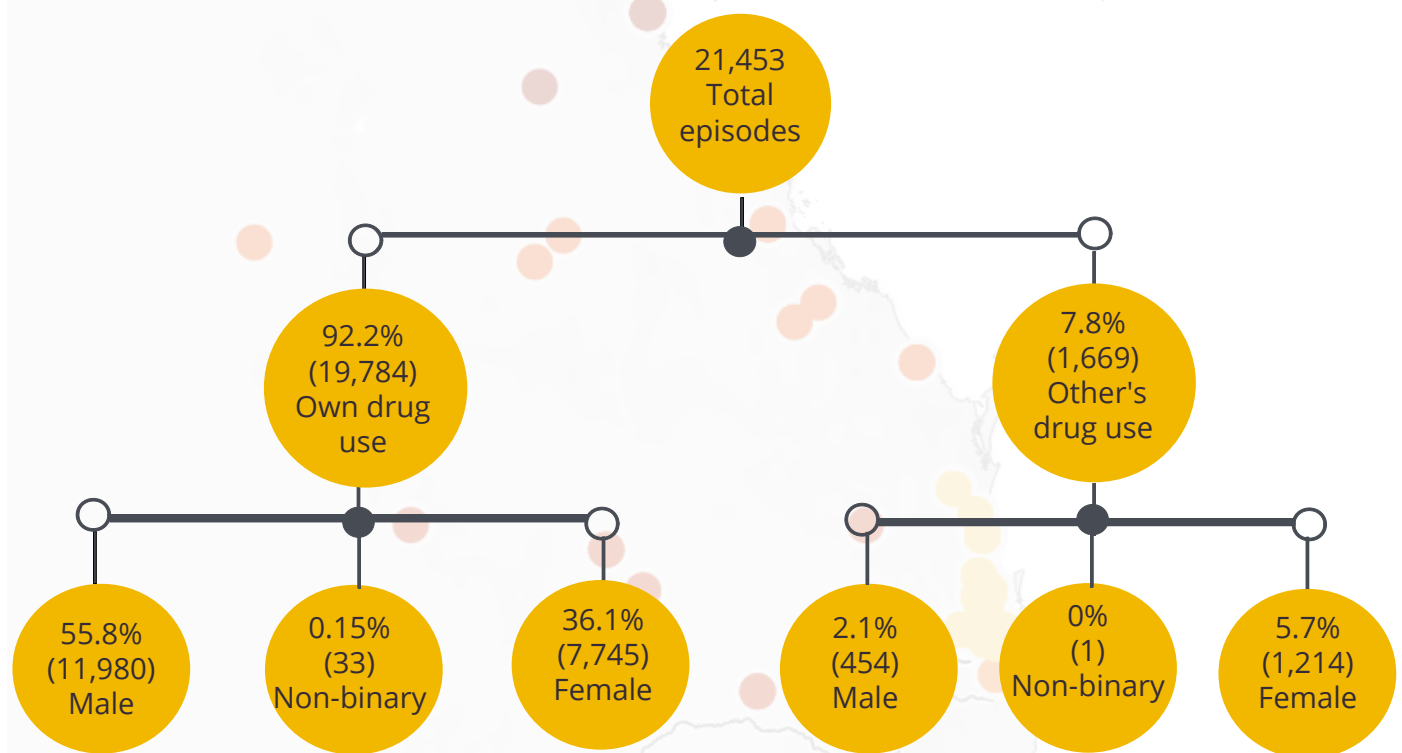 21,453
Total
episodes
92.2%
(19,784)
Own drug
use
7.8%
(1,669)
Other's
drug use
55.8%
(11,980)
Male
0.15%
(33)
Non-binary
36.1%
(7,745)
Female
2.1%
(454)
Male
0%
(1)
Non-binary
5.7%
(1,214)
Female